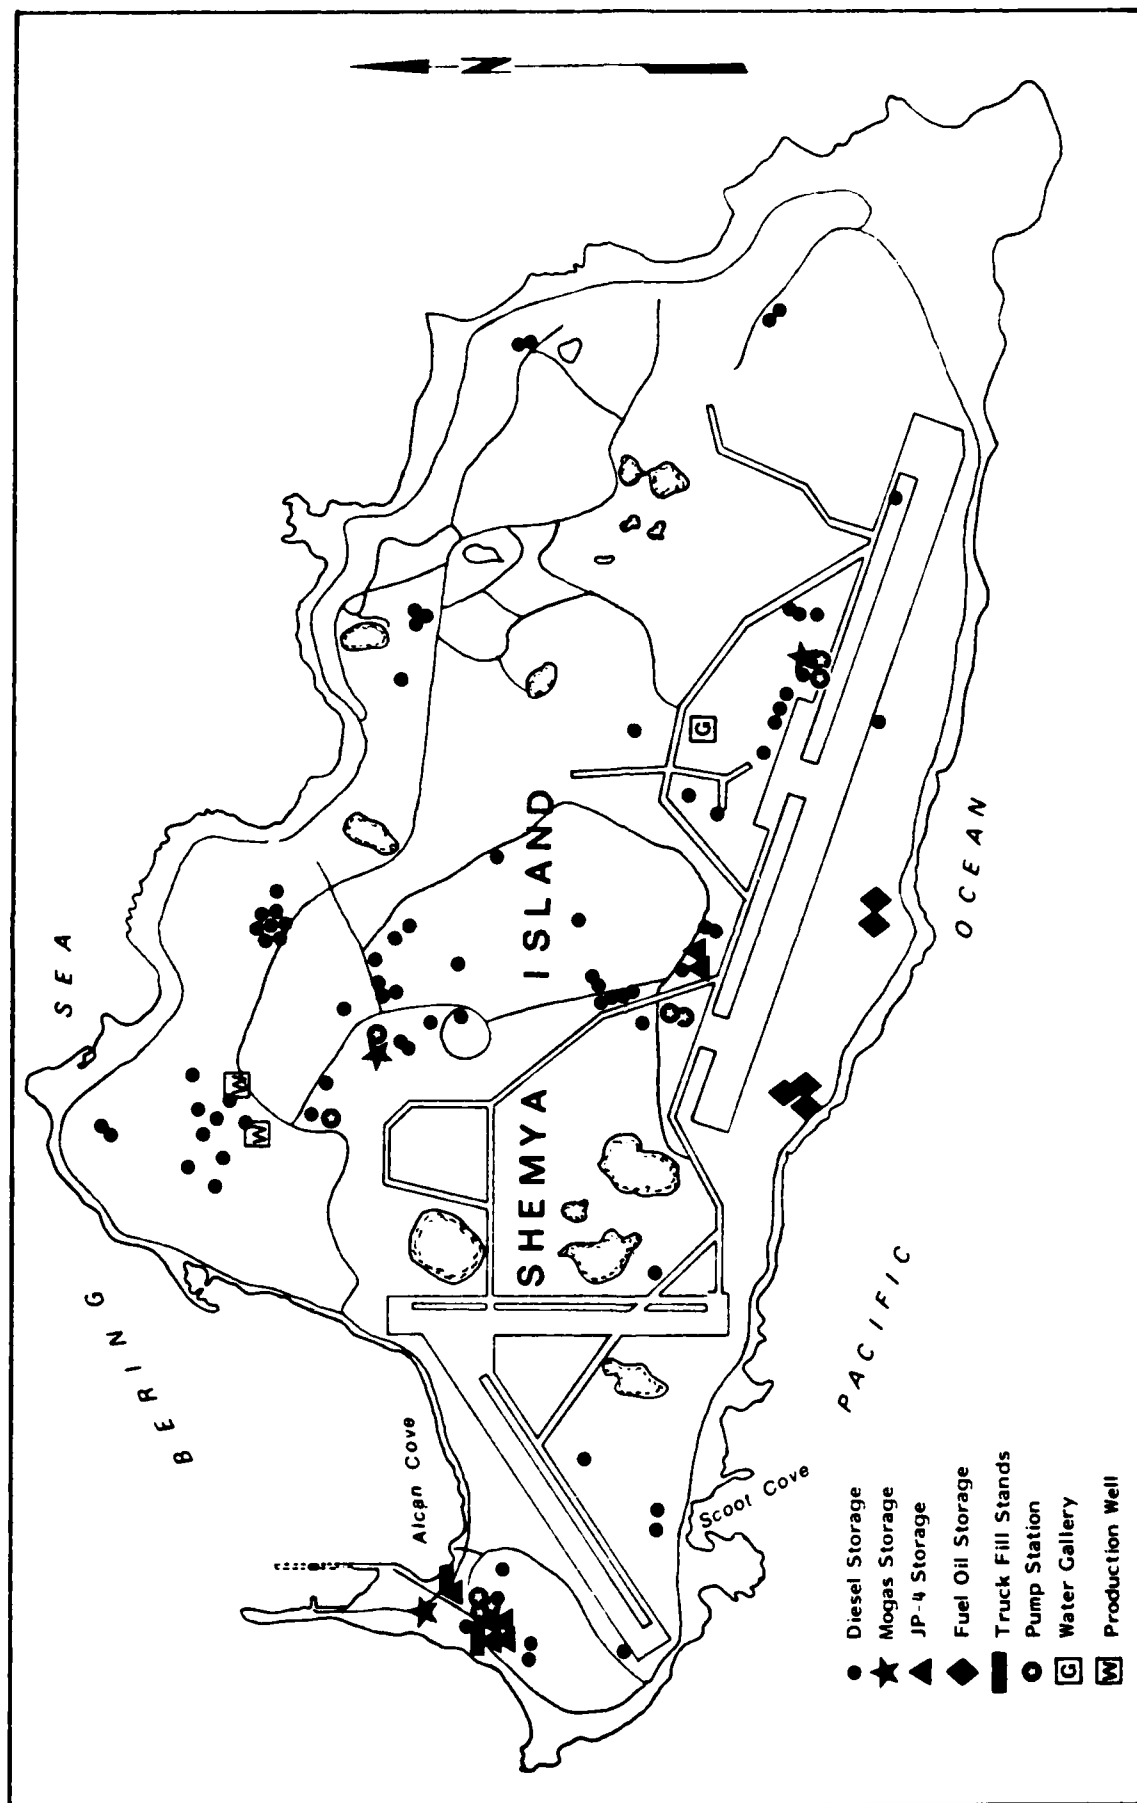 N
BERING SEA
Alcan Cove
SHEMYA ISLAND
G
W
W
Scoot Cove
PACIFIC OCEAN
Diesel Storage
Mogas Storage
JP-4 Storage
Fuel Oil Storage
Truck Fill Stands
Pump Station
G Water Gallery
W Production Well